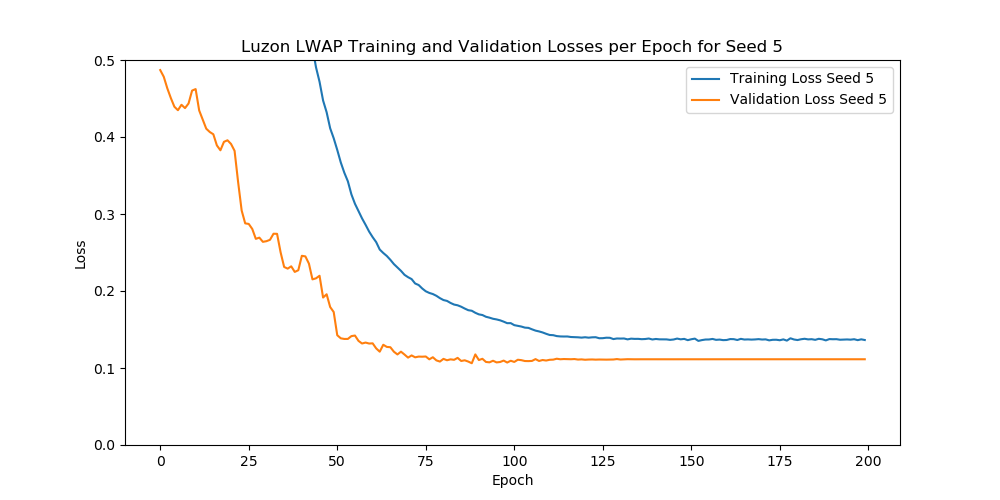 Luzon LWAP Training and Validation Losses per Epoch for Seed 5
Training Loss Seed 5
Validation Loss Seed 5
0.5
0.4
0.3
0.2
0.1
0.0
Loss
0 25 50 75 100 125 150 175 200
Epoch